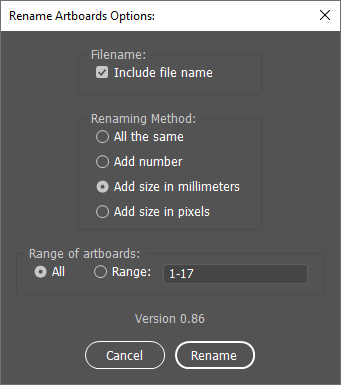 Rename Artboards Options:
Filename:
Include file name
Renaming Method:
All the same
Add number
Add size in millimeters
Add size in pixels
Range of artboards:
All Range: 1-17
Version 0.86
Cancel Rename